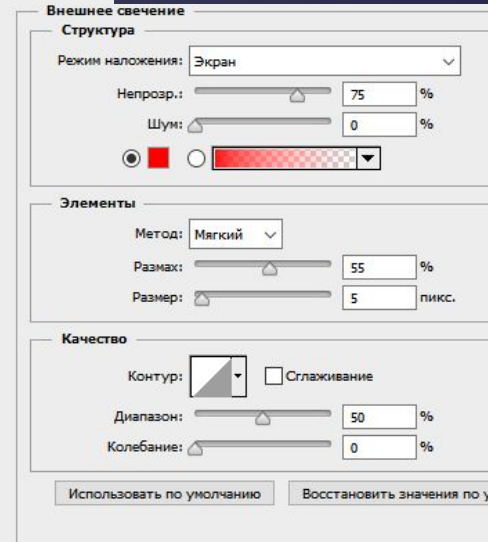 Внешнее свечение
Структура
Режим наложения: Экран
Непрозр.: 75 %
Шум: 0 %
Элементы
Метод: Мягкий
Размах: 55 %
Размер: 5 пикс.
Качество
Контур: Сглаживание
Диапазон: 50 %
Колебание: 0 %
Использовать по умолчанию Восстановить значения по у